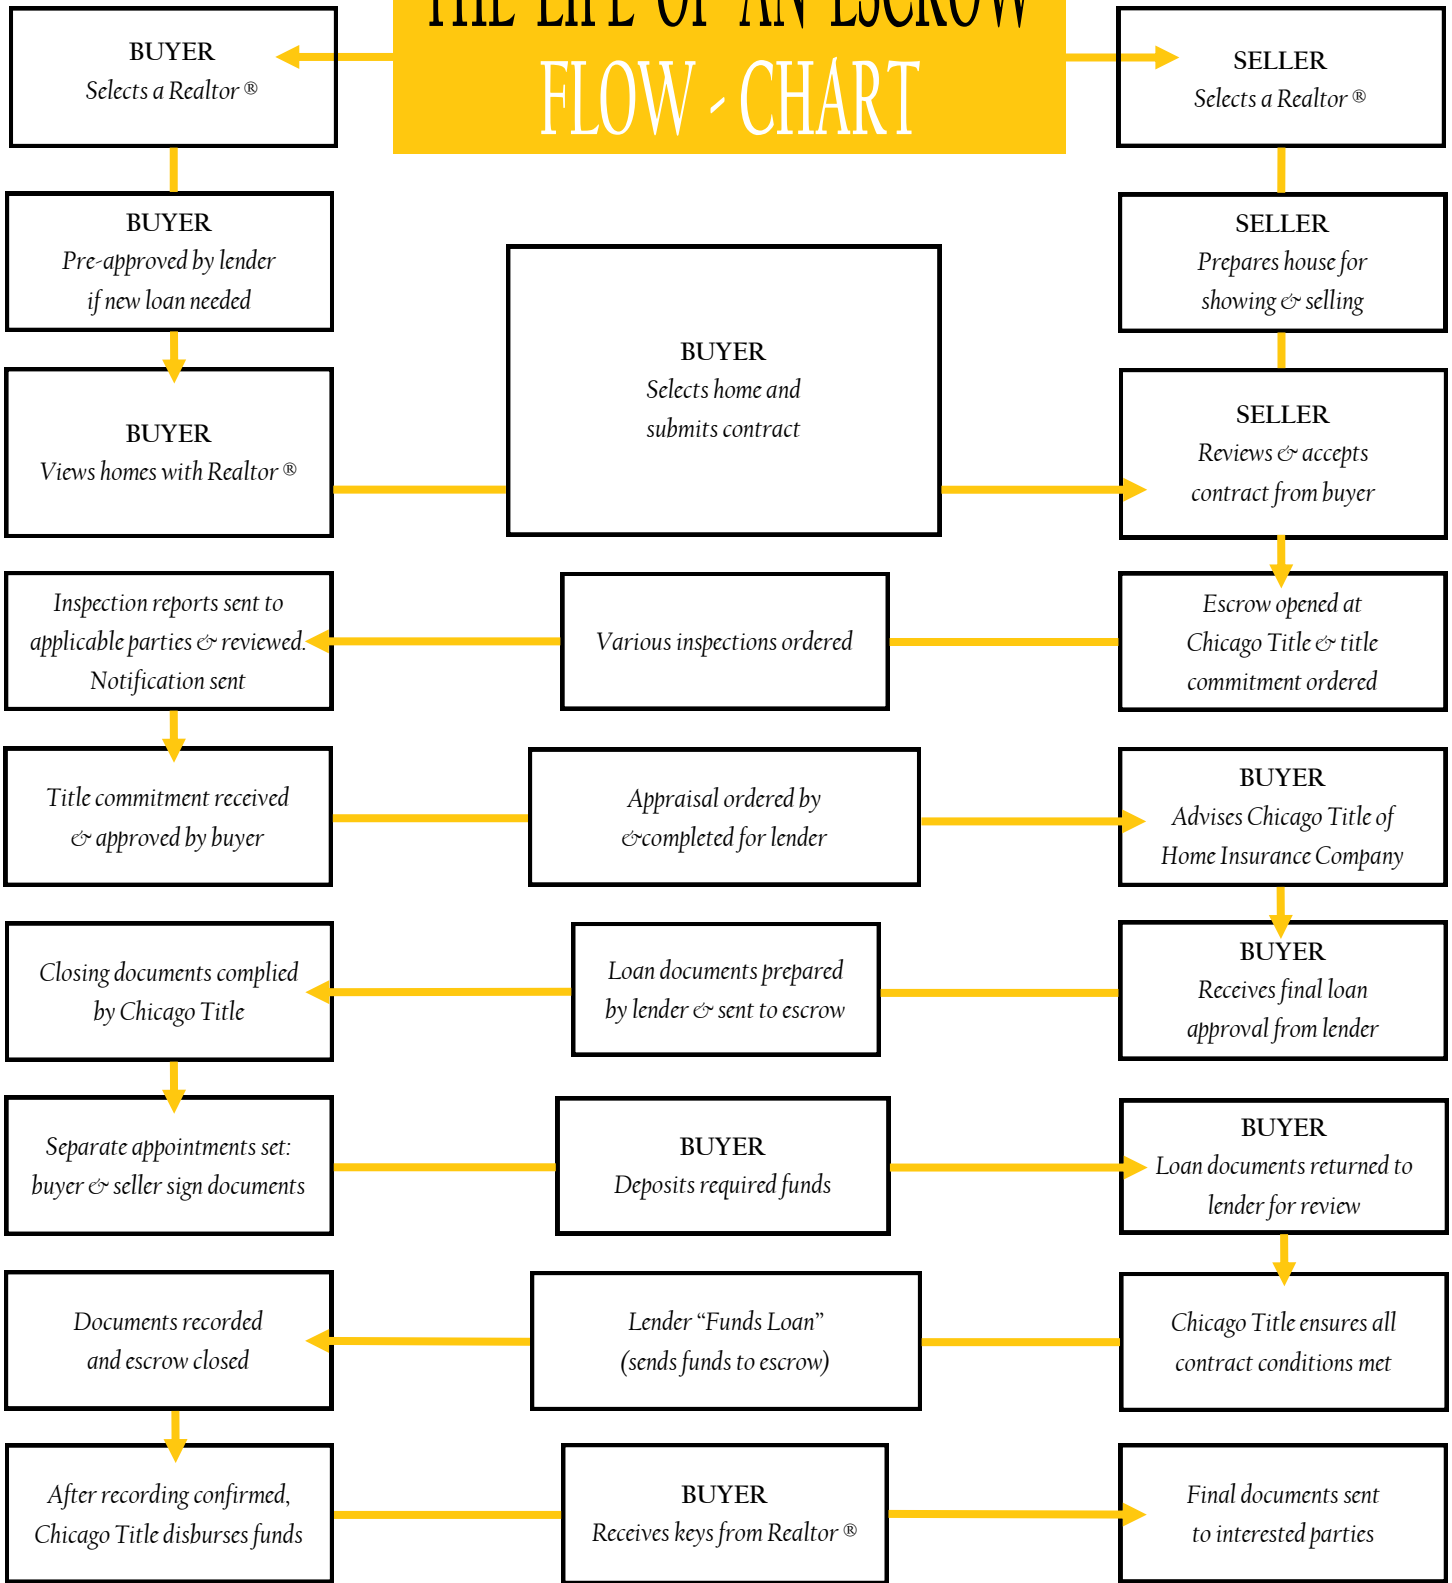 THE LIFE OF AN ESCROW
FLOW - CHART
BUYER
Selects a Realtor ®
SELLER
Selects a Realtor ®
BUYER
Pre-approved by lender
if new loan needed
SELLER
Prepares house for
showing & selling
BUYER
Views homes with Realtor ®
BUYER
Selects home and
submits contract
SELLER
Reviews & accepts
contract from buyer
Escrow opened at
Chicago Title & title
commitment ordered
Various inspections ordered
Inspection reports sent to
applicable parties & reviewed.
Notification sent
Title commitment received
& approved by buyer
Appraisal ordered by
&completed for lender
BUYER
Advises Chicago Title of
Home Insurance Company
BUYER
Receives final loan
approval from lender
Loan documents prepared
by lender & sent to escrow
Closing documents complied
by Chicago Title
Separate appointments set:
buyer & seller sign documents
BUYER
Deposits required funds
BUYER
Loan documents returned to
lender for review
Chicago Title ensures all
contract conditions met
Lender “Funds Loan”
(sends funds to escrow)
Documents recorded
and escrow closed
After recording confirmed,
Chicago Title disburses funds
BUYER
Receives keys from Realtor ®
Final documents sent
to interested parties